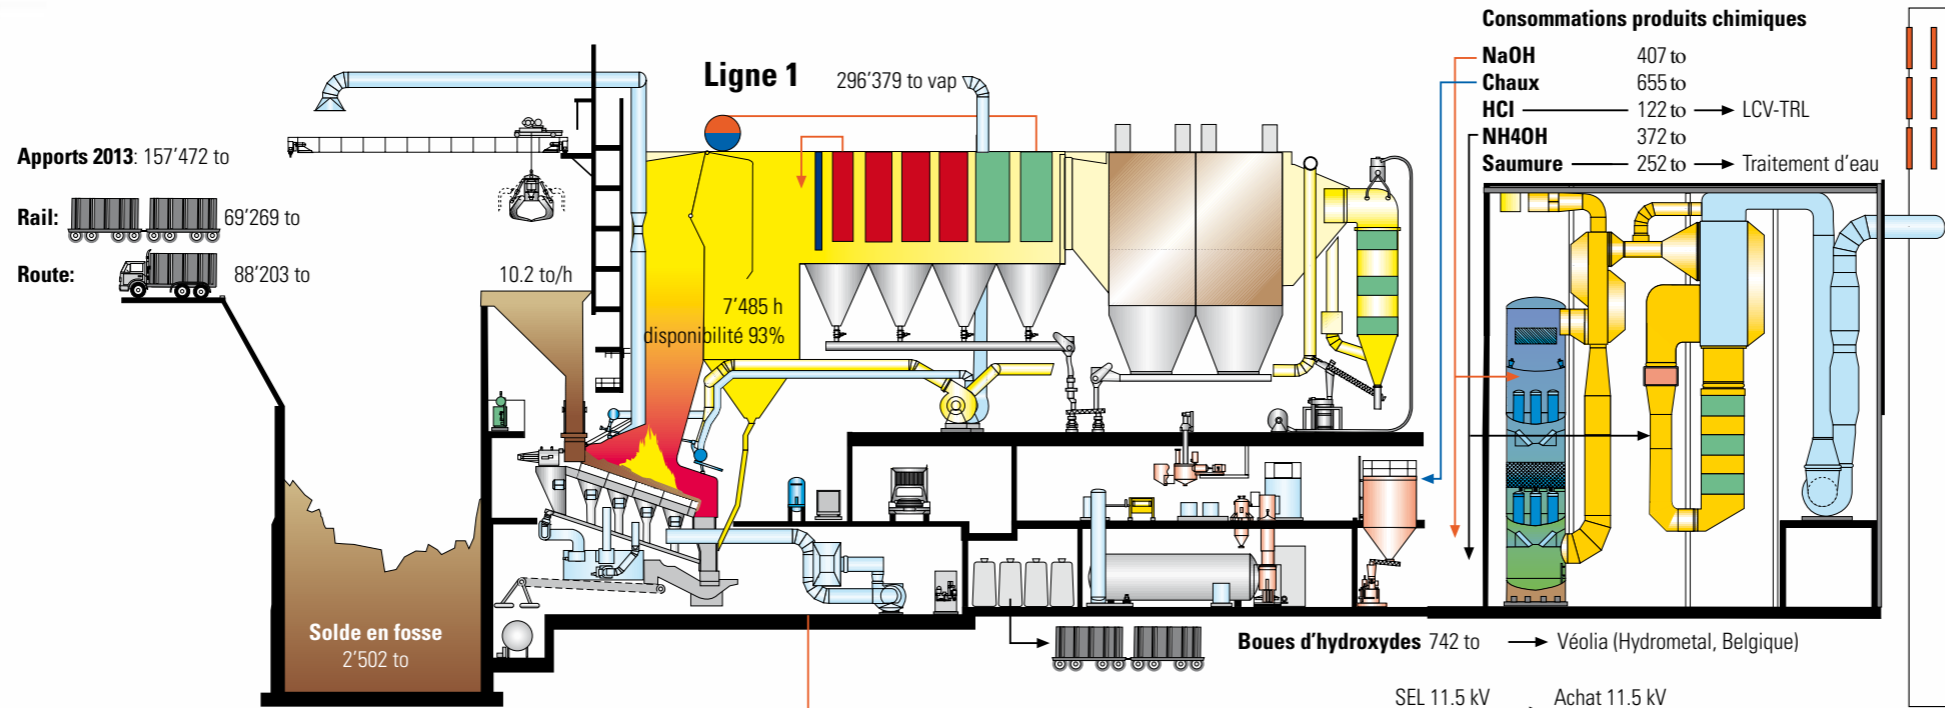 Consommations produits chimiques
NaOH 407 to
Chaux 655 to
HCl 122 to LCV-TRL
NH4OH 372 to
Saumure 252 to Traitement d'eau
Ligne 1
296'379 to vap
Apports 2013: 157'472 to
Rail: 69'269 to
Route: 88'203 to
10.2 to/h
7'485 h
disponibilité 93%
Solde en fosse
2'502 to
Boues d'hydroxydes 742 to Véolia (Hydrometal, Belgique)
SEL 11.5 kV Achat 11.5 kV